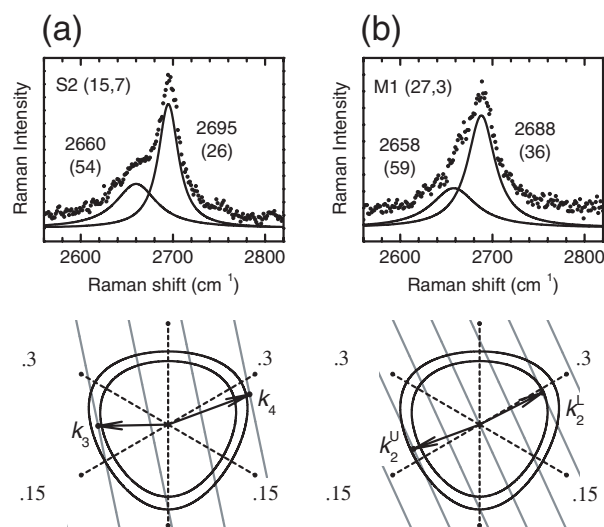 (a)
(b)
Raman Intensity
S2 (15,7)
2660
(54)
2695
(26)
2600 2700 2800
Raman shift (cm⁻¹)
Raman Intensity
M1 (27,3)
2658
(59)
2688
(36)
2600 2700 2800
Raman shift (cm⁻¹)
.3
.3
k₃
k₄
.15
.15
.3
.3
k₂ᵁ
k₂ᴸ
.15
.15